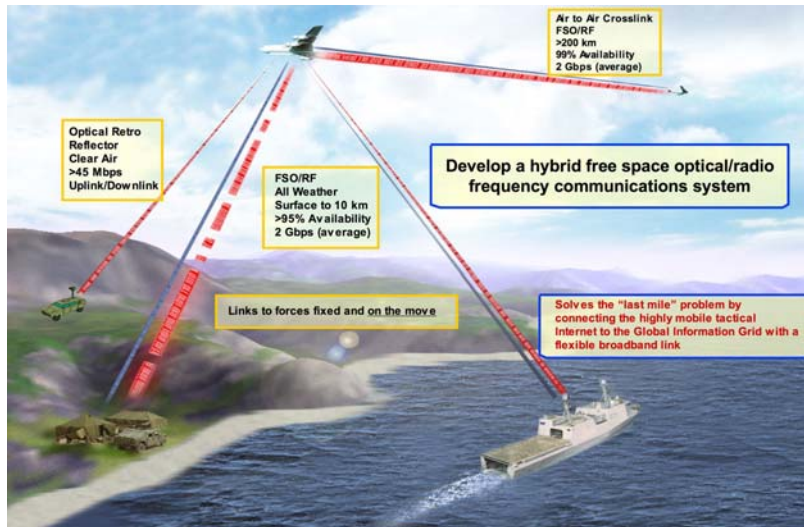 Air to Air Crosslink
FSO/RF
>200 km
99% Availability
2 Gbps (average)
Optical Retro
Reflector
Clear Air
>45 Mbps
Uplink/Downlink
FSO/RF
All Weather
Surface to 10 km
>95% Availability
2 Gbps (average)
Develop a hybrid free space optical/radio
frequency communications system
Links to forces fixed and on the move
Solves the “last mile” problem by
connecting the highly mobile tactical
Internet to the Global Information Grid with a
flexible broadband link